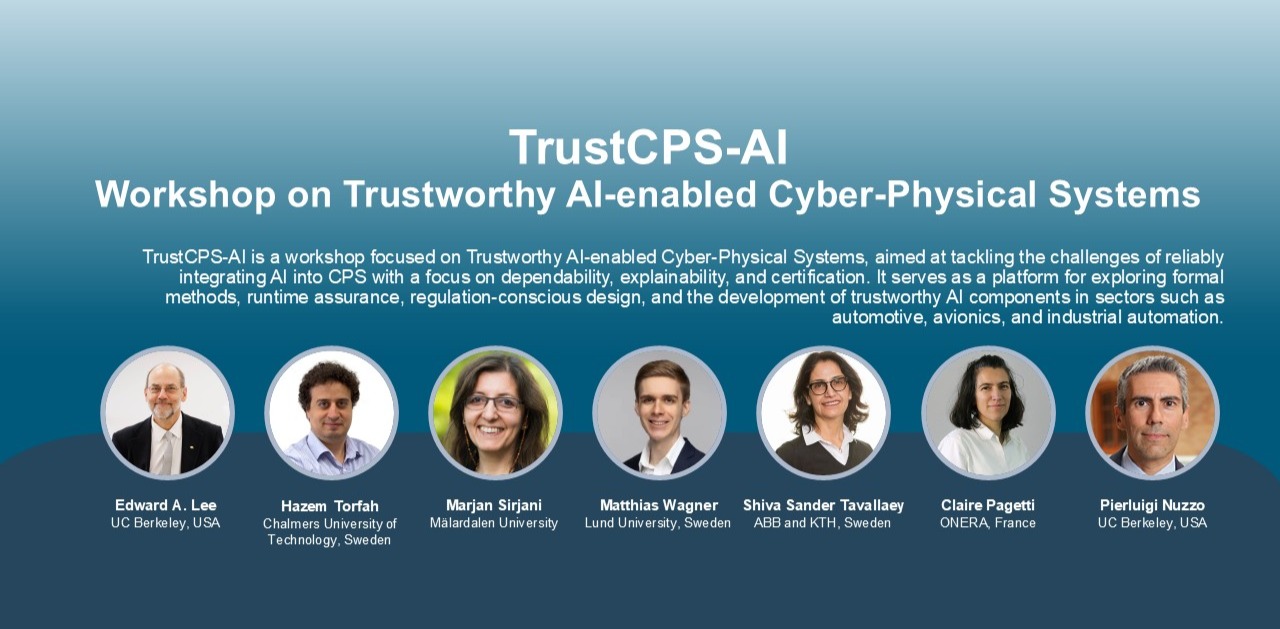 TrustCPS-AI
Workshop on Trustworthy AI-enabled Cyber-Physical Systems
TrustCPS-AI is a workshop focused on Trustworthy AI-enabled Cyber-Physical Systems, aimed at tackling the challenges of reliably
integrating AI into CPS with a focus on dependability, explainability, and certification. It serves as a platform for exploring formal
methods, runtime assurance, regulation-conscious design, and the development of trustworthy AI components in sectors such as
automotive, avionics, and industrial automation.
Edward A. Lee
UC Berkeley, USA
Hazem Torfah
Chalmers University of
Technology, Sweden
Marjan Sirjani
Mälardalen University
Matthias Wagner
Lund University, Sweden
Shiva Sander Tavallaey
ABB and KTH, Sweden
Claire Pagetti
ONERA, France
Pierluigi Nuzzo
UC Berkeley, USA